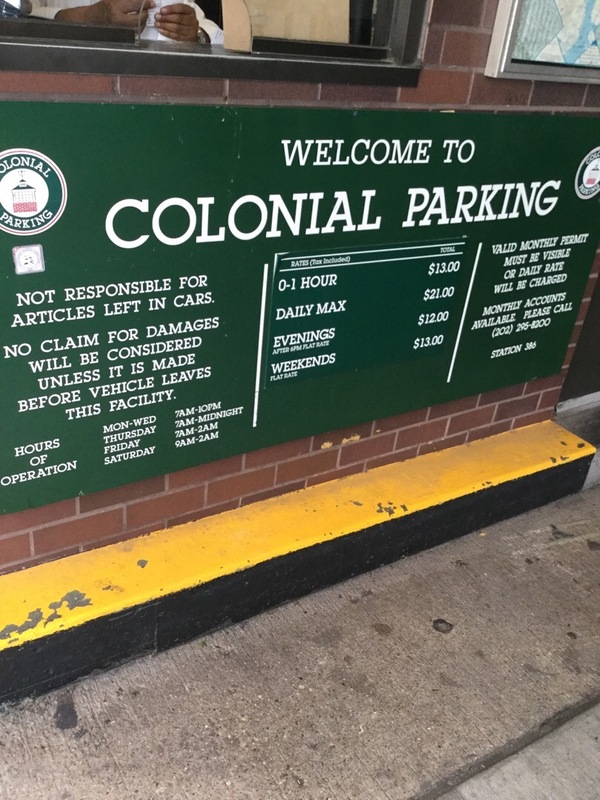 WELCOME TO
COLONIAL PARKING
COLONIAL
PARKING
NOT RESPONSIBLE FOR
ARTICLES LEFT IN CARS.
NO CLAIM FOR DAMAGES
WILL BE CONSIDERED
UNLESS IT IS MADE
BEFORE VEHICLE LEAVES
THIS FACILITY.
HOURS
OF
OPERATION
MON-WED 7AM-10PM
THURSDAY 7AM-MIDNIGHT
FRIDAY 7AM-2AM
SATURDAY 9AM-2AM
RATES (Tax Included) TOTAL
0-1 HOUR $13.00
DAILY MAX $21.00
EVENINGS $12.00
AFTER 6PM FLAT RATE
WEEKENDS $13.00
FLAT RATE
VALID MONTHLY PERMIT
MUST BE VISIBLE
OR DAILY RATE
WILL BE CHARGED
MONTHLY ACCOUNTS
AVAILABLE. PLEASE CALL
(202) 295-8200
STATION 386